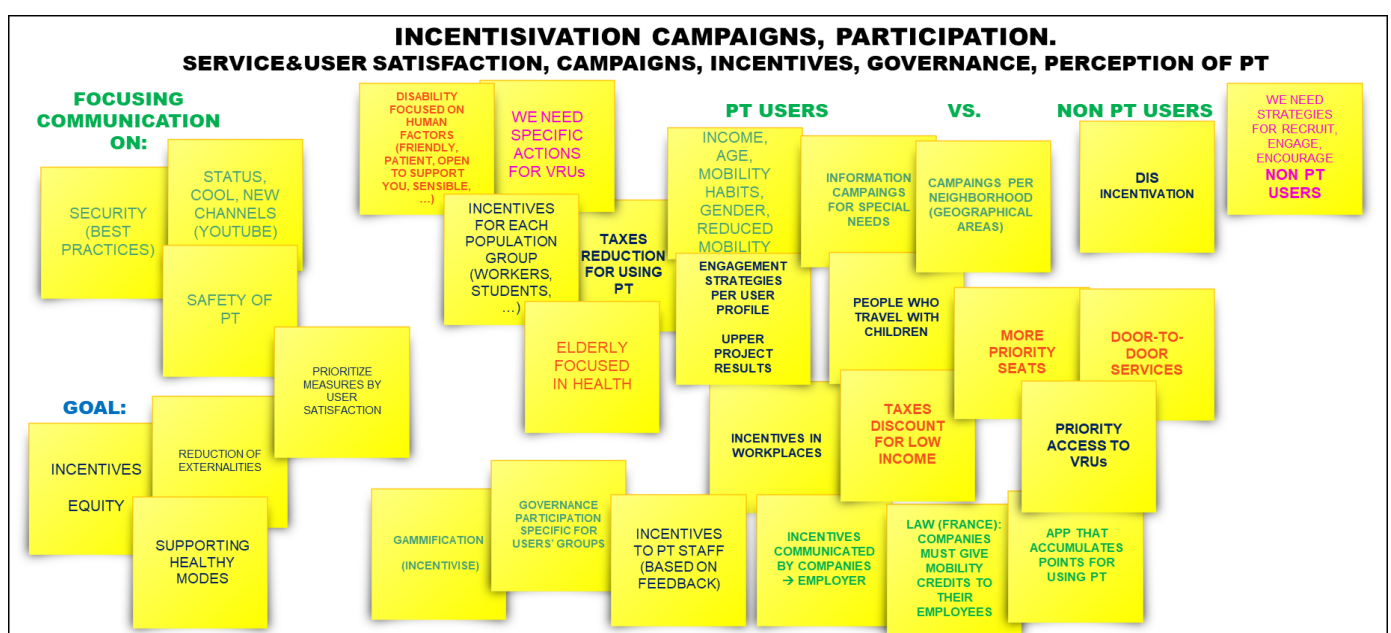 INCENTISIVATION CAMPAIGNS, PARTICIPATION.
SERVICE&USER SATISFACTION, CAMPAIGNS, INCENTIVES, GOVERNANCE, PERCEPTION OF PT
FOCUSING
COMMUNICATION
ON:
SECURITY
(BEST
PRACTICES)
STATUS,
COOL, NEW
CHANNELS
(YOUTUBE)
SAFETY OF
PT
PRIORITIZE
MEASURES BY
USER
SATISFACTION
GOAL:
INCENTIVES
EQUITY
REDUCTION OF
EXTERNALITIES
SUPPORTING
HEALTHY
MODES
DISABILITY
FOCUSED ON
HUMAN
FACTORS
(FRIENDLY,
PATIENT, OPEN
TO SUPPORT
YOU, SENSIBLE,
...)
WE NEED
SPECIFIC
ACTIONS
FOR VRUs
INCENTIVES
FOR EACH
POPULATION
GROUP
(WORKERS,
STUDENTS,
...)
TAXES
REDUCTION
FOR USING
PT
ELDERLY
FOCUSED
IN HEALTH
PT USERS
VS.
NON PT USERS
INCOME,
AGE,
MOBILITY
HABITS,
GENDER,
REDUCED
MOBILITY
INFORMATION
CAMPAINGS
FOR SPECIAL
NEEDS
CAMPAINGS PER
NEIGHBORHOOD
(GEOGRAPHICAL
AREAS)
DIS
INCENTIVATION
WE NEED
STRATEGIES
FOR RECRUIT,
ENGAGE,
ENCOURAGE
NON PT
USERS
ENGAGEMENT
STRATEGIES
PER USER
PROFILE
UPPER
PROJECT
RESULTS
PEOPLE WHO
TRAVEL WITH
CHILDREN
MORE
PRIORITY
SEATS
DOOR-TO-
DOOR
SERVICES
INCENTIVES IN
WORKPLACES
TAXES
DISCOUNT
FOR LOW
INCOME
PRIORITY
ACCESS TO
VRUs
GAMMIFICATION
(INCENTIVISE)
GOVERNANCE
PARTICIPATION
SPECIFIC FOR
USERS' GROUPS
INCENTIVES
TO PT STAFF
(BASED ON
FEEDBACK)
INCENTIVES
COMMUNICATED
BY COMPANIES
→ EMPLOYER
LAW (FRANCE):
COMPANIES
MUST GIVE
MOBILITY
CREDITS TO
THEIR
EMPLOYEES
APP THAT
ACCUMULATES
POINTS FOR
USING PT